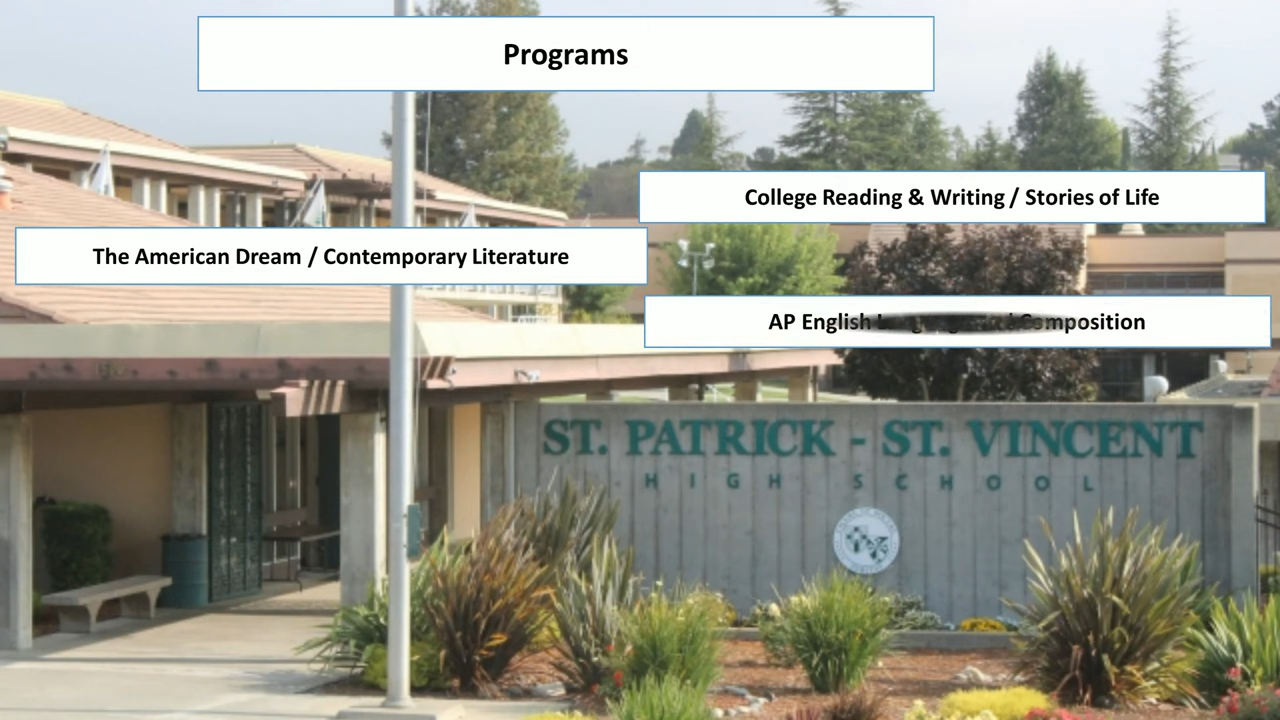 Programs
College Reading & Writing / Stories of Life
The American Dream / Contemporary Literature
AP English Composition
ST. PATRICK - ST. VINCENT
HIGH SCHOOL